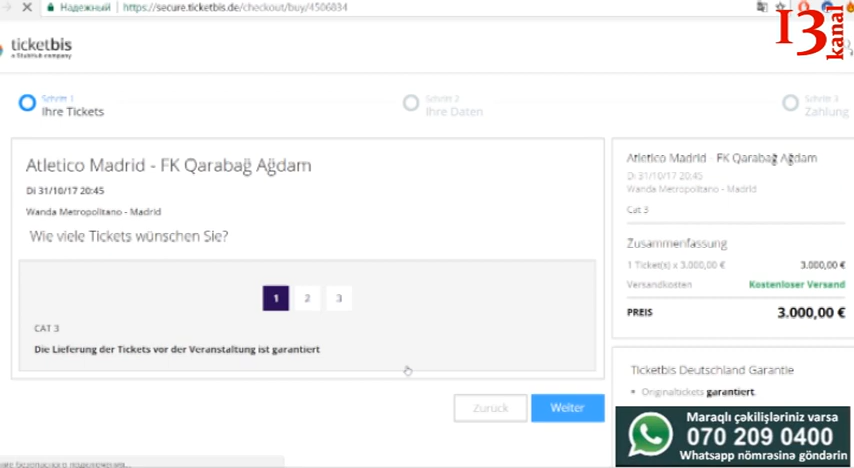 Надежный | https://secure.ticketbis.de/checkout/buy/4506834
13 kanal
ticketbis
a StubHub company
Schritt 1
Ihre Tickets
Schritt 2
Ihre Daten
Schritt 3
Zahlung
Atletico Madrid - FK Qarabağ Ağdam
Di 31/10/17 20:45
Wanda Metropolitano - Madrid
Wie viele Tickets wünschen Sie?
1 2 3
CAT 3
Die Lieferung der Tickets vor der Veranstaltung ist garantiert
Zurück
Weiter
Atletico Madrid - FK Qarabağ Ağdam
Di 31/10/17 20:45
Wanda Metropolitano - Madrid
Cat 3
Zusammenfassung
1 Ticket(s) x 3.000,00 € 3.000,00 €
Versandkosten Kostenloser Versand
PREIS 3.000,00 €
Ticketbis Deutschland Garantie
• Originaltickets garantiert
Maraqlı çəkilişləriniz varsa
070 209 0400
Whatsapp nömrəsinə göndərin
безопасного подключения...